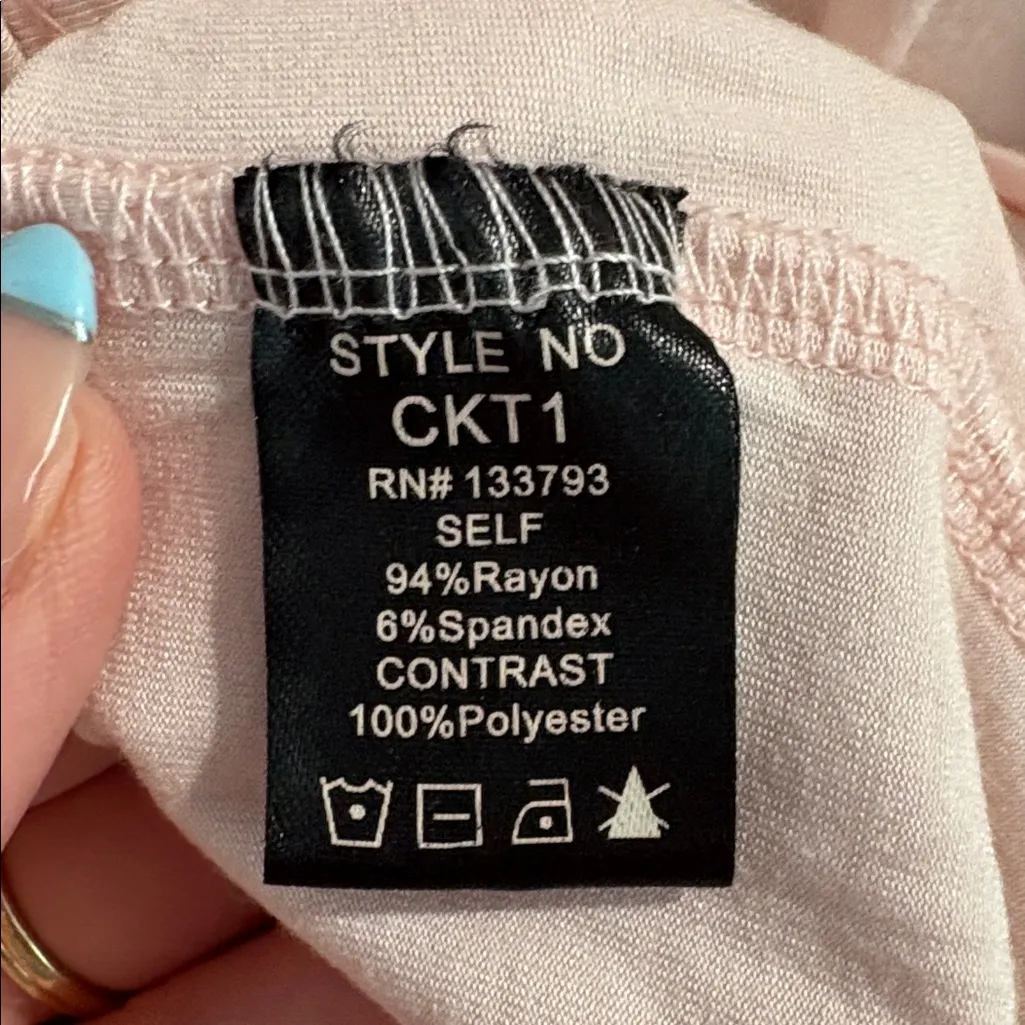 STYLE NO
CKT1
RN# 133793
SELF
94%Rayon
6%Spandex
CONTRAST
100%Polyester